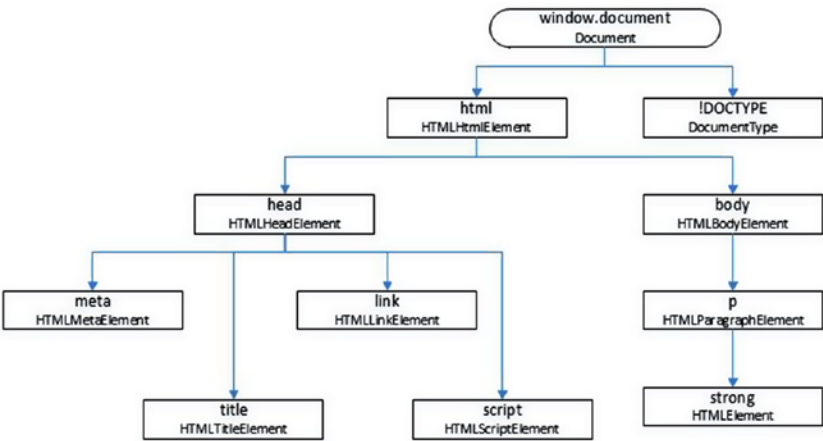 window.document
Document
html
HTMLHtmlElement
!DOCTYPE
DocumentType
head
HTMLHeadElement
body
HTMLBodyElement
meta
HTMLMetaElement
link
HTMLLinkElement
p
HTMLParagraphElement
title
HTMLTitleElement
script
HTMLScriptElement
strong
HTMLElement